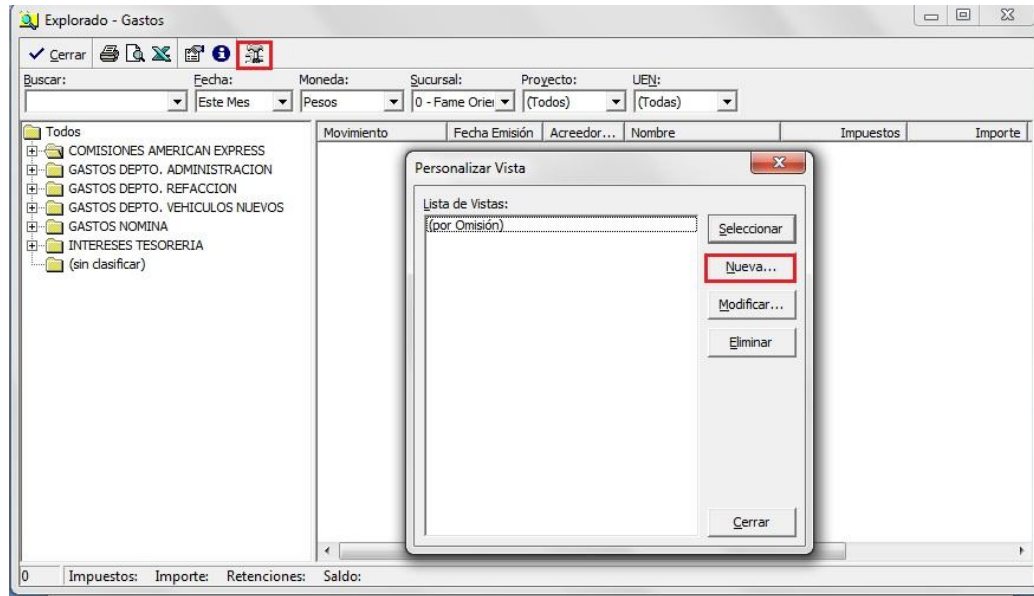 Explorado - Gastos
Cerrar
Buscar: Fecha: Moneda: Sucursal: Proyecto: UEN:
Este Mes Pesos 0 - Fame Orie (Todos) (Todas)
Todos
COMISIONES AMERICAN EXPRESS
GASTOS DEPTO. ADMINISTRACION
GASTOS DEPTO. REFACCION
GASTOS DEPTO. VEHICULOS NUEVOS
GASTOS NOMINA
INTERESES TESORERIA
(sin clasificar)
Movimiento Fecha Emisión Acreedor... Nombre Impuestos Importe
Personalizar Vista
Lista de Vistas:
(por Omisión)
Seleccionar
Nueva...
Modificar...
Eliminar
Cerrar
0 Impuestos: Importe: Retenciones: Saldo: